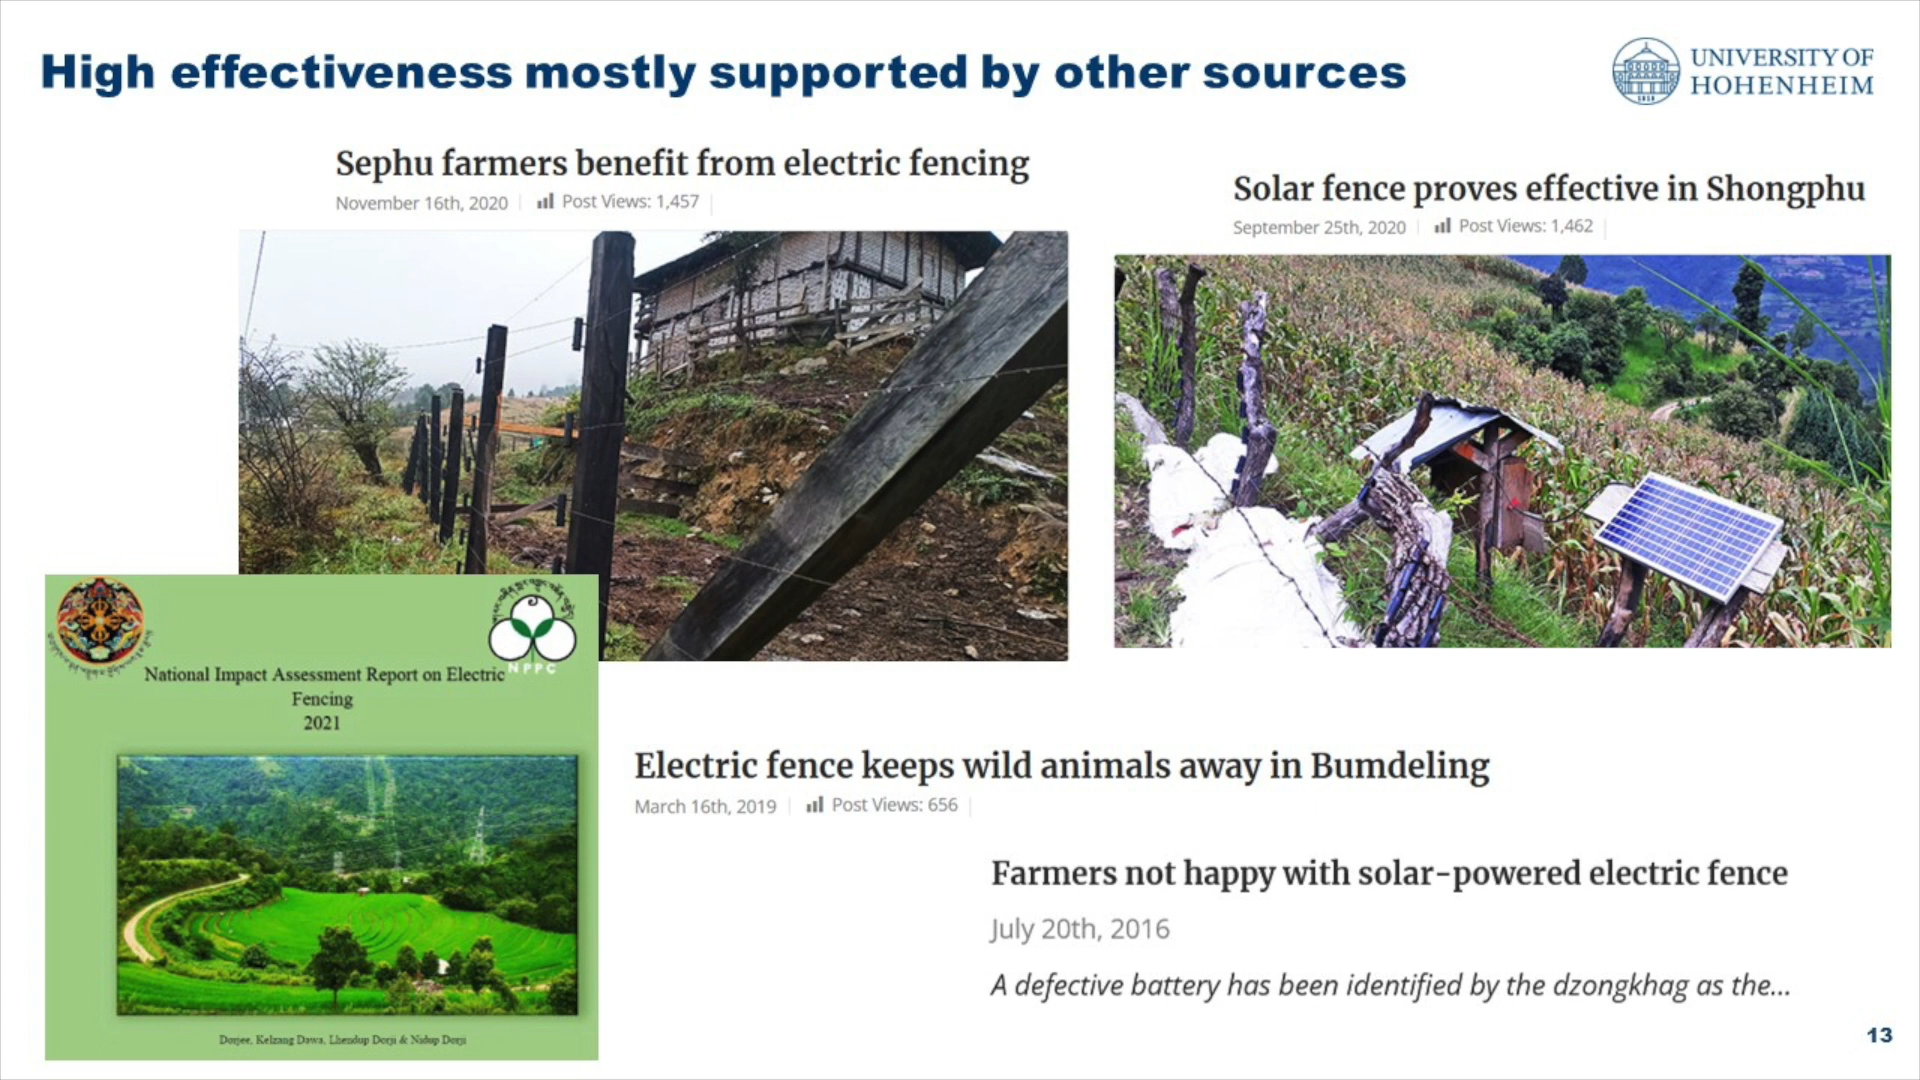 High effectiveness mostly supported by other sources
UNIVERSITY OF
HOHENHEIM
Sephu farmers benefit from electric fencing
November 16th, 2020
Post Views: 1,457
Solar fence proves effective in Shongphu
September 25th, 2020
Post Views: 1,462
NPPC
National Impact Assessment Report on Electric
Fencing
2021
Dorjee, Kelzang Dawa, Lhendup Dorji & Nidup Dorji
Electric fence keeps wild animals away in Bumdeling
March 16th, 2019
Post Views: 656
Farmers not happy with solar-powered electric fence
July 20th, 2016
A defective battery has been identified by the dzongkhag as the...
13